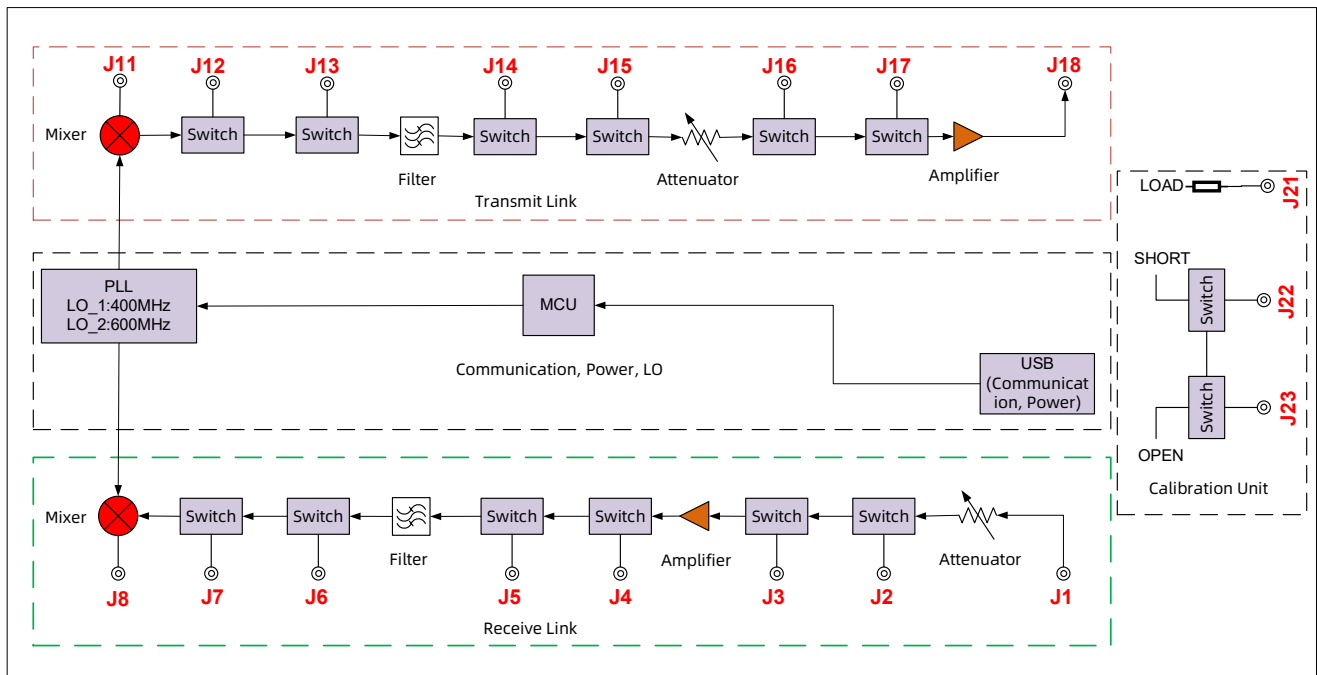 J11
J12
J13
J14
J15
J16
J17
J18
Mixer
Switch
Switch
Switch
Switch
Switch
Switch
Filter
Attenuator
Amplifier
Transmit Link
PLL
LO_1:400MHz
LO_2:600MHz
MCU
USB
(Communicat
ion, Power)
Communication, Power, LO
LOAD
J21
SHORT
Switch
J22
Switch
J23
OPEN
Calibration Unit
Mixer
Switch
Switch
Switch
Switch
Switch
Switch
Filter
Amplifier
Attenuator
J8
J7
J6
J5
J4
J3
J2
J1
Receive Link